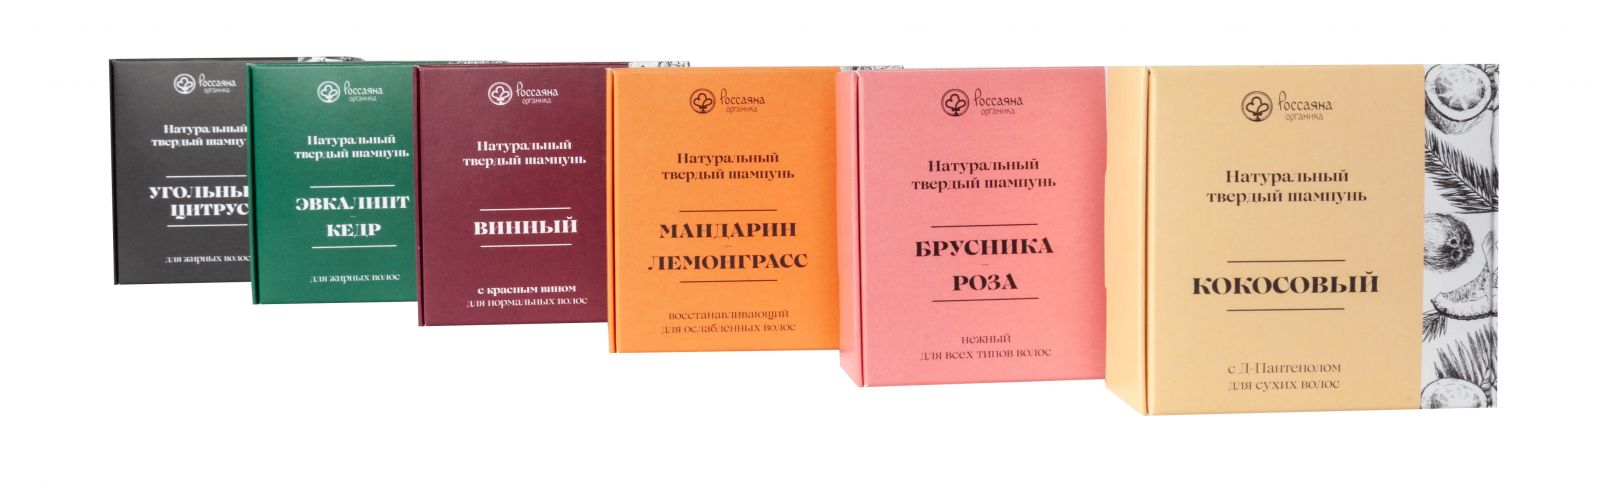 Россаяна
органика
Натуральный
твердый шампунь
УГОЛЬНЫ
ЦИТРУС
для жирных волос
Россаяна
органика
Натуральный
твердый шампунь
ЭВКАЛИПТ
–
КЕДР
для жирных волос
Россаяна
органика
Натуральный
твердый шампунь
ВИННЫЙ
с красным вином
для нормальных волос
Россаяна
органика
Натуральный
твердый шампунь
МАНДАРИН
–
ЛЕМОНГРАСС
восстанавливающий
для ослабленных волос
Россаяна
органика
Натуральный
твердый шампунь
БРУСНИКА
–
РОЗА
нежный
для всех типов волос
Россаяна
органика
Натуральный
твердый шампунь
КОКОСОВЫЙ
с Д-Пантенолом
для сухих волос